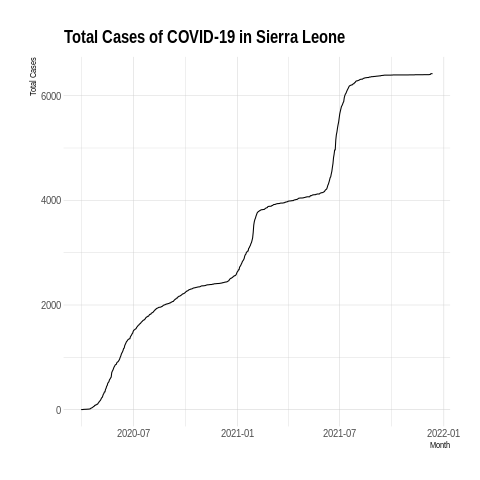 Total Cases of COVID-19 in Sierra Leone
Total Cases
6000
4000
2000
0
2020-07 2021-01 2021-07 2022-01
Month